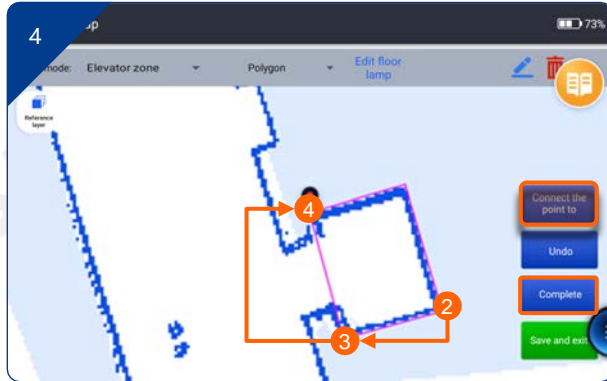 4
up
73%
mode:
Elevator zone
Polygon
Edit floor
lamp
Reference
layer
4
Connect the
point to
Undo
Complete
2
3
Save and exit